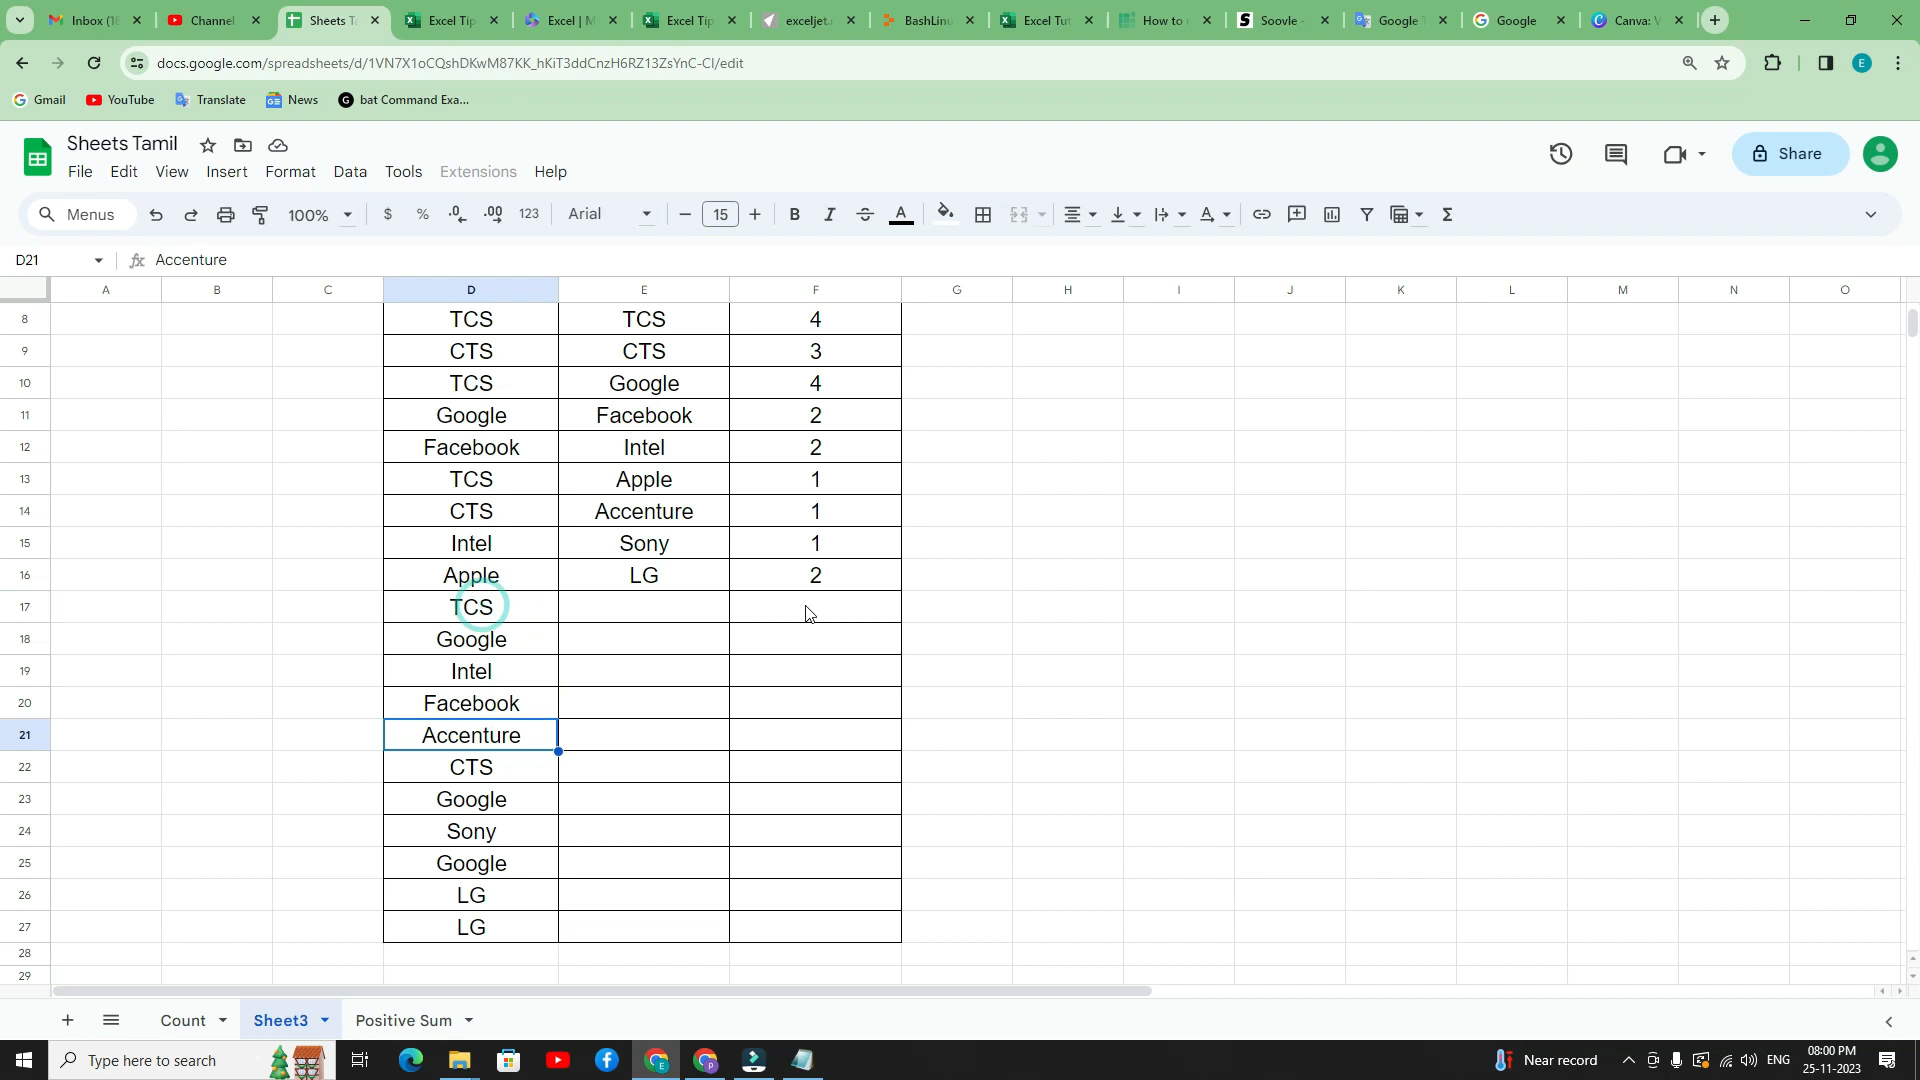 Inbox (18
Channel
Sheets T
Excel Tip
Excel | M
Excel Tip
exceljet.
BashLinu
Excel Tut
How to
Soovle -
Google T
Google
Canva: V
docs.google.com/spreadsheets/d/1VN7X1oCQshDKwM87KK_hKiT3ddCnzH6RZ13ZsYnC-CI/edit
E
Gmail
YouTube
Translate
News
bat Command Exa...
Sheets Tamil
Share
File Edit View Insert Format Data Tools Extensions Help
Menus 100% $ % .0 .00 123 Arial 15 B I S A
D21 fx Accenture
A B C D E F G H I J K L M N O
8 TCS TCS 4
9 CTS CTS 3
10 TCS Google 4
11 Google Facebook 2
12 Facebook Intel 2
13 TCS Apple 1
14 CTS Accenture 1
15 Intel Sony 1
16 Apple LG 2
17 TCS
18 Google
19 Intel
20 Facebook
21 Accenture
22 CTS
23 Google
24 Sony
25 Google
26 LG
27 LG
28
29
Count Sheet3 Positive Sum
Type here to search
Near record
ENG
08:00 PM
25-11-2023